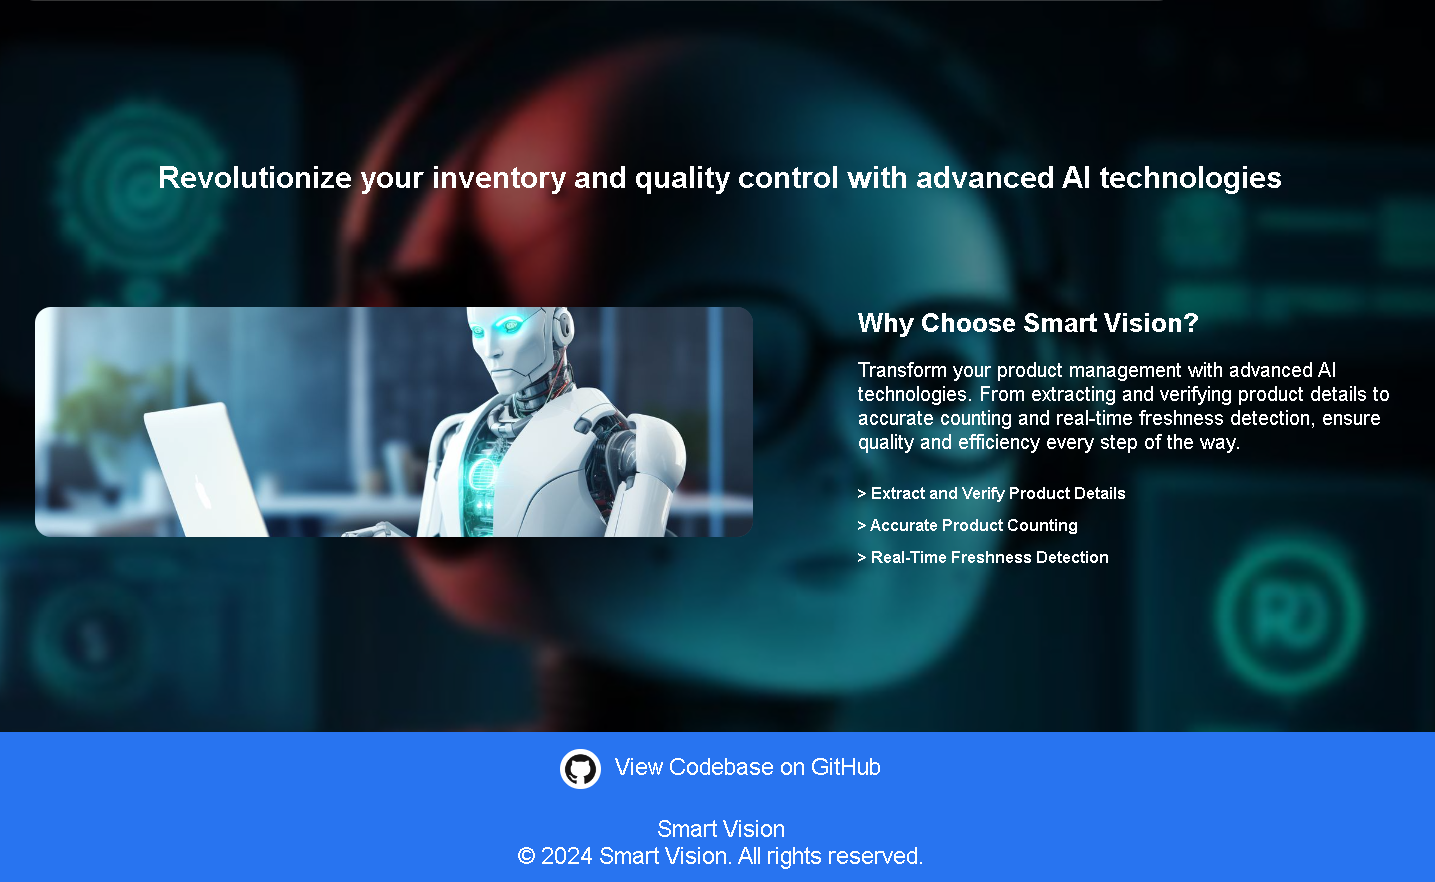 Revolutionize your inventory and quality control with advanced AI technologies
Why Choose Smart Vision?
Transform your product management with advanced AI
technologies. From extracting and verifying product details to
accurate counting and real-time freshness detection, ensure
quality and efficiency every step of the way.
> Extract and Verify Product Details
> Accurate Product Counting
> Real-Time Freshness Detection
View Codebase on GitHub
Smart Vision
© 2024 Smart Vision. All rights reserved.